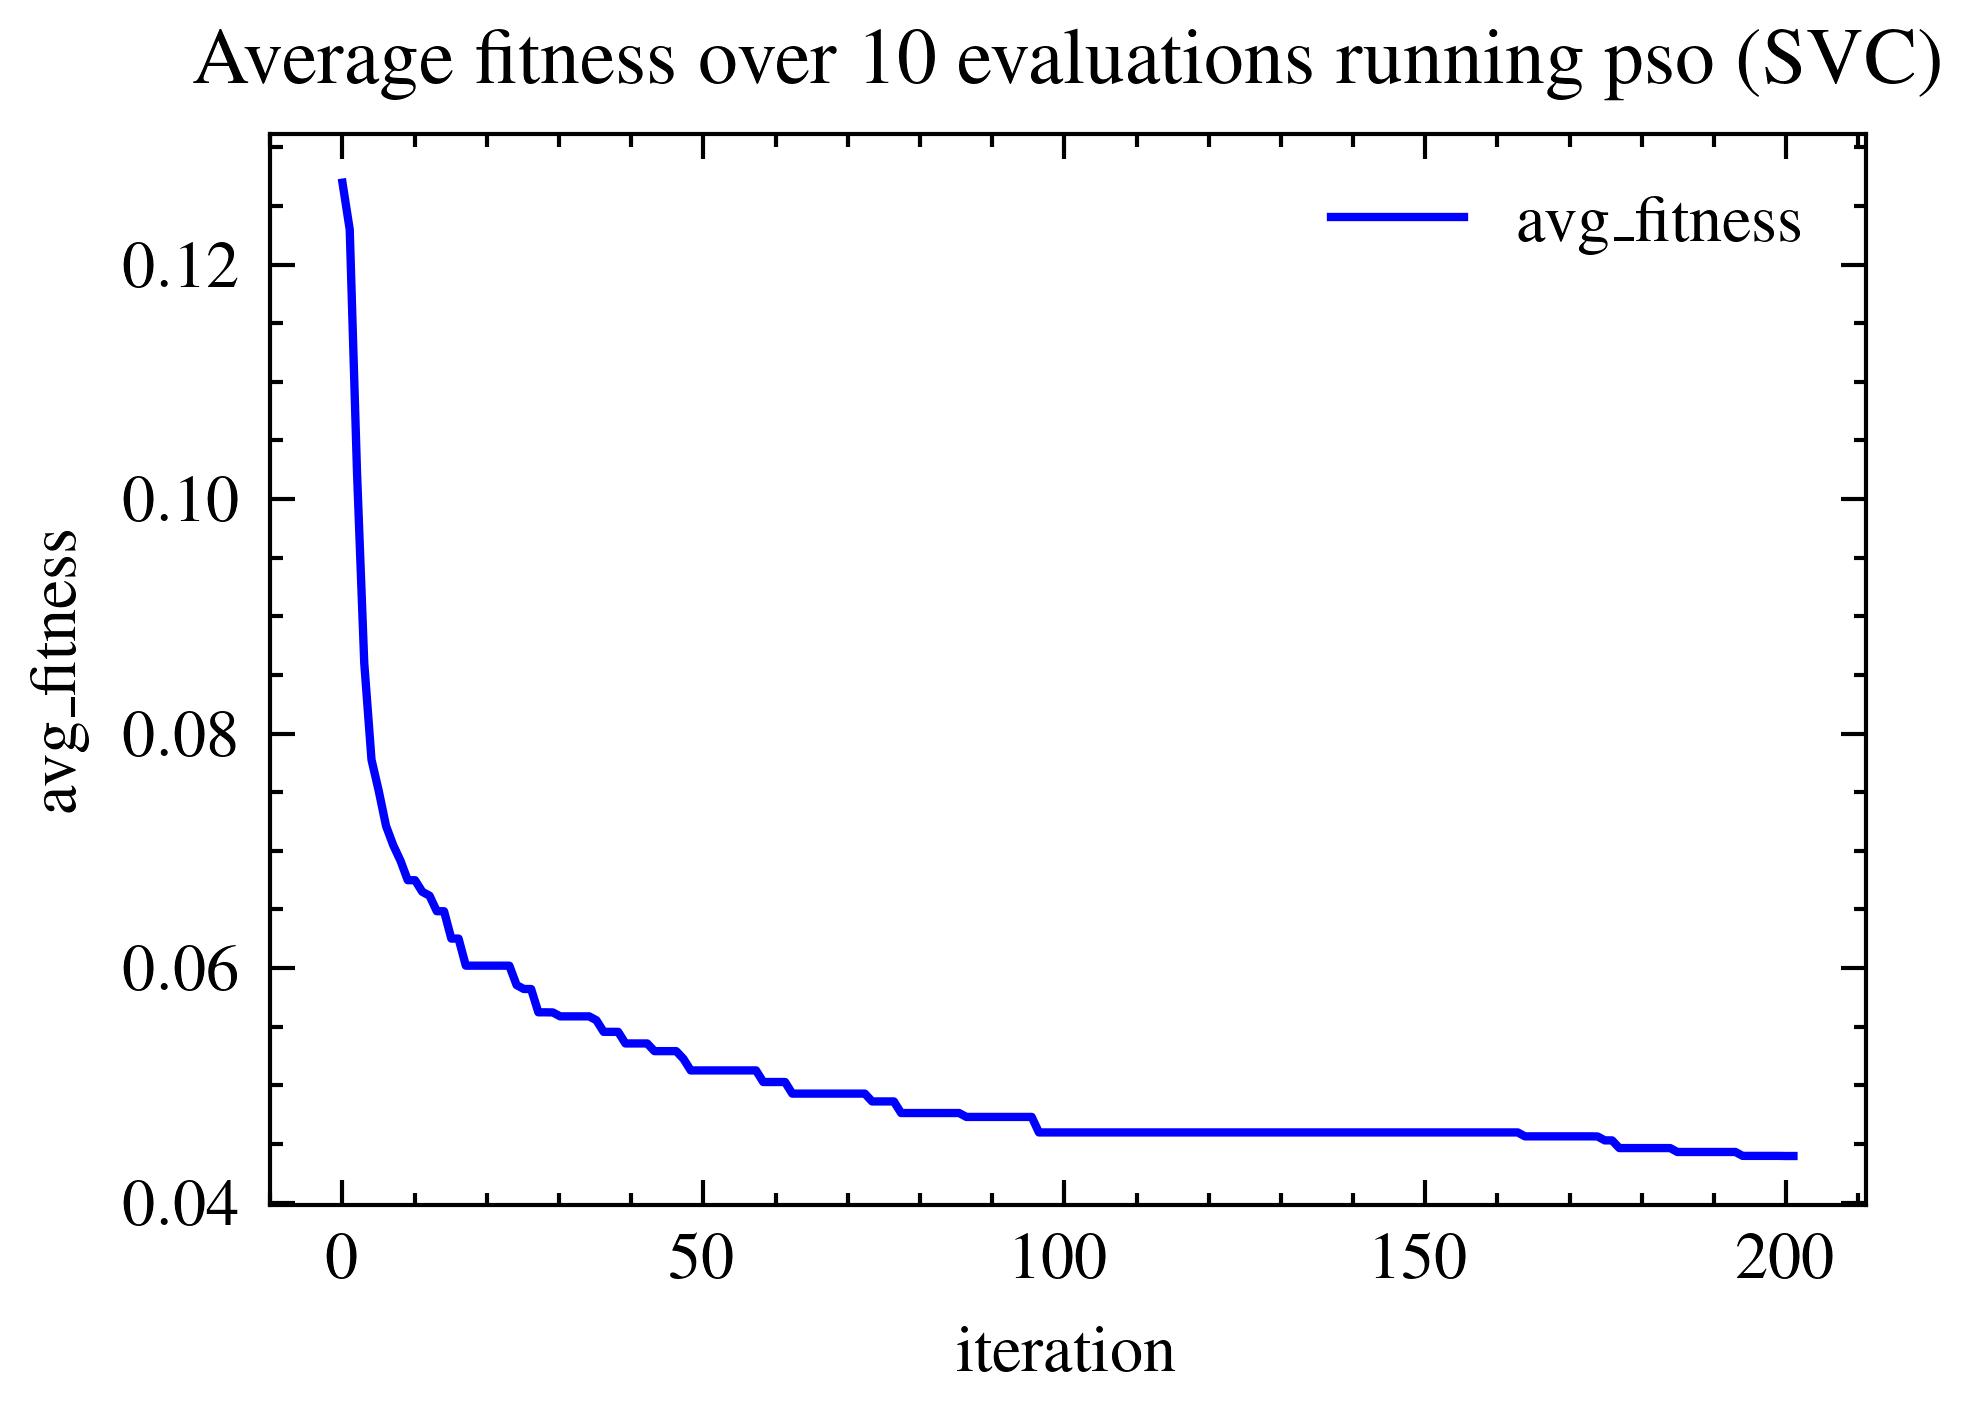 Average fitness over 10 evaluations running pso (SVC)
avg_fitness
0.12
0.10
0.08
0.06
0.04
avg_fitness
0 50 100 150 200
iteration